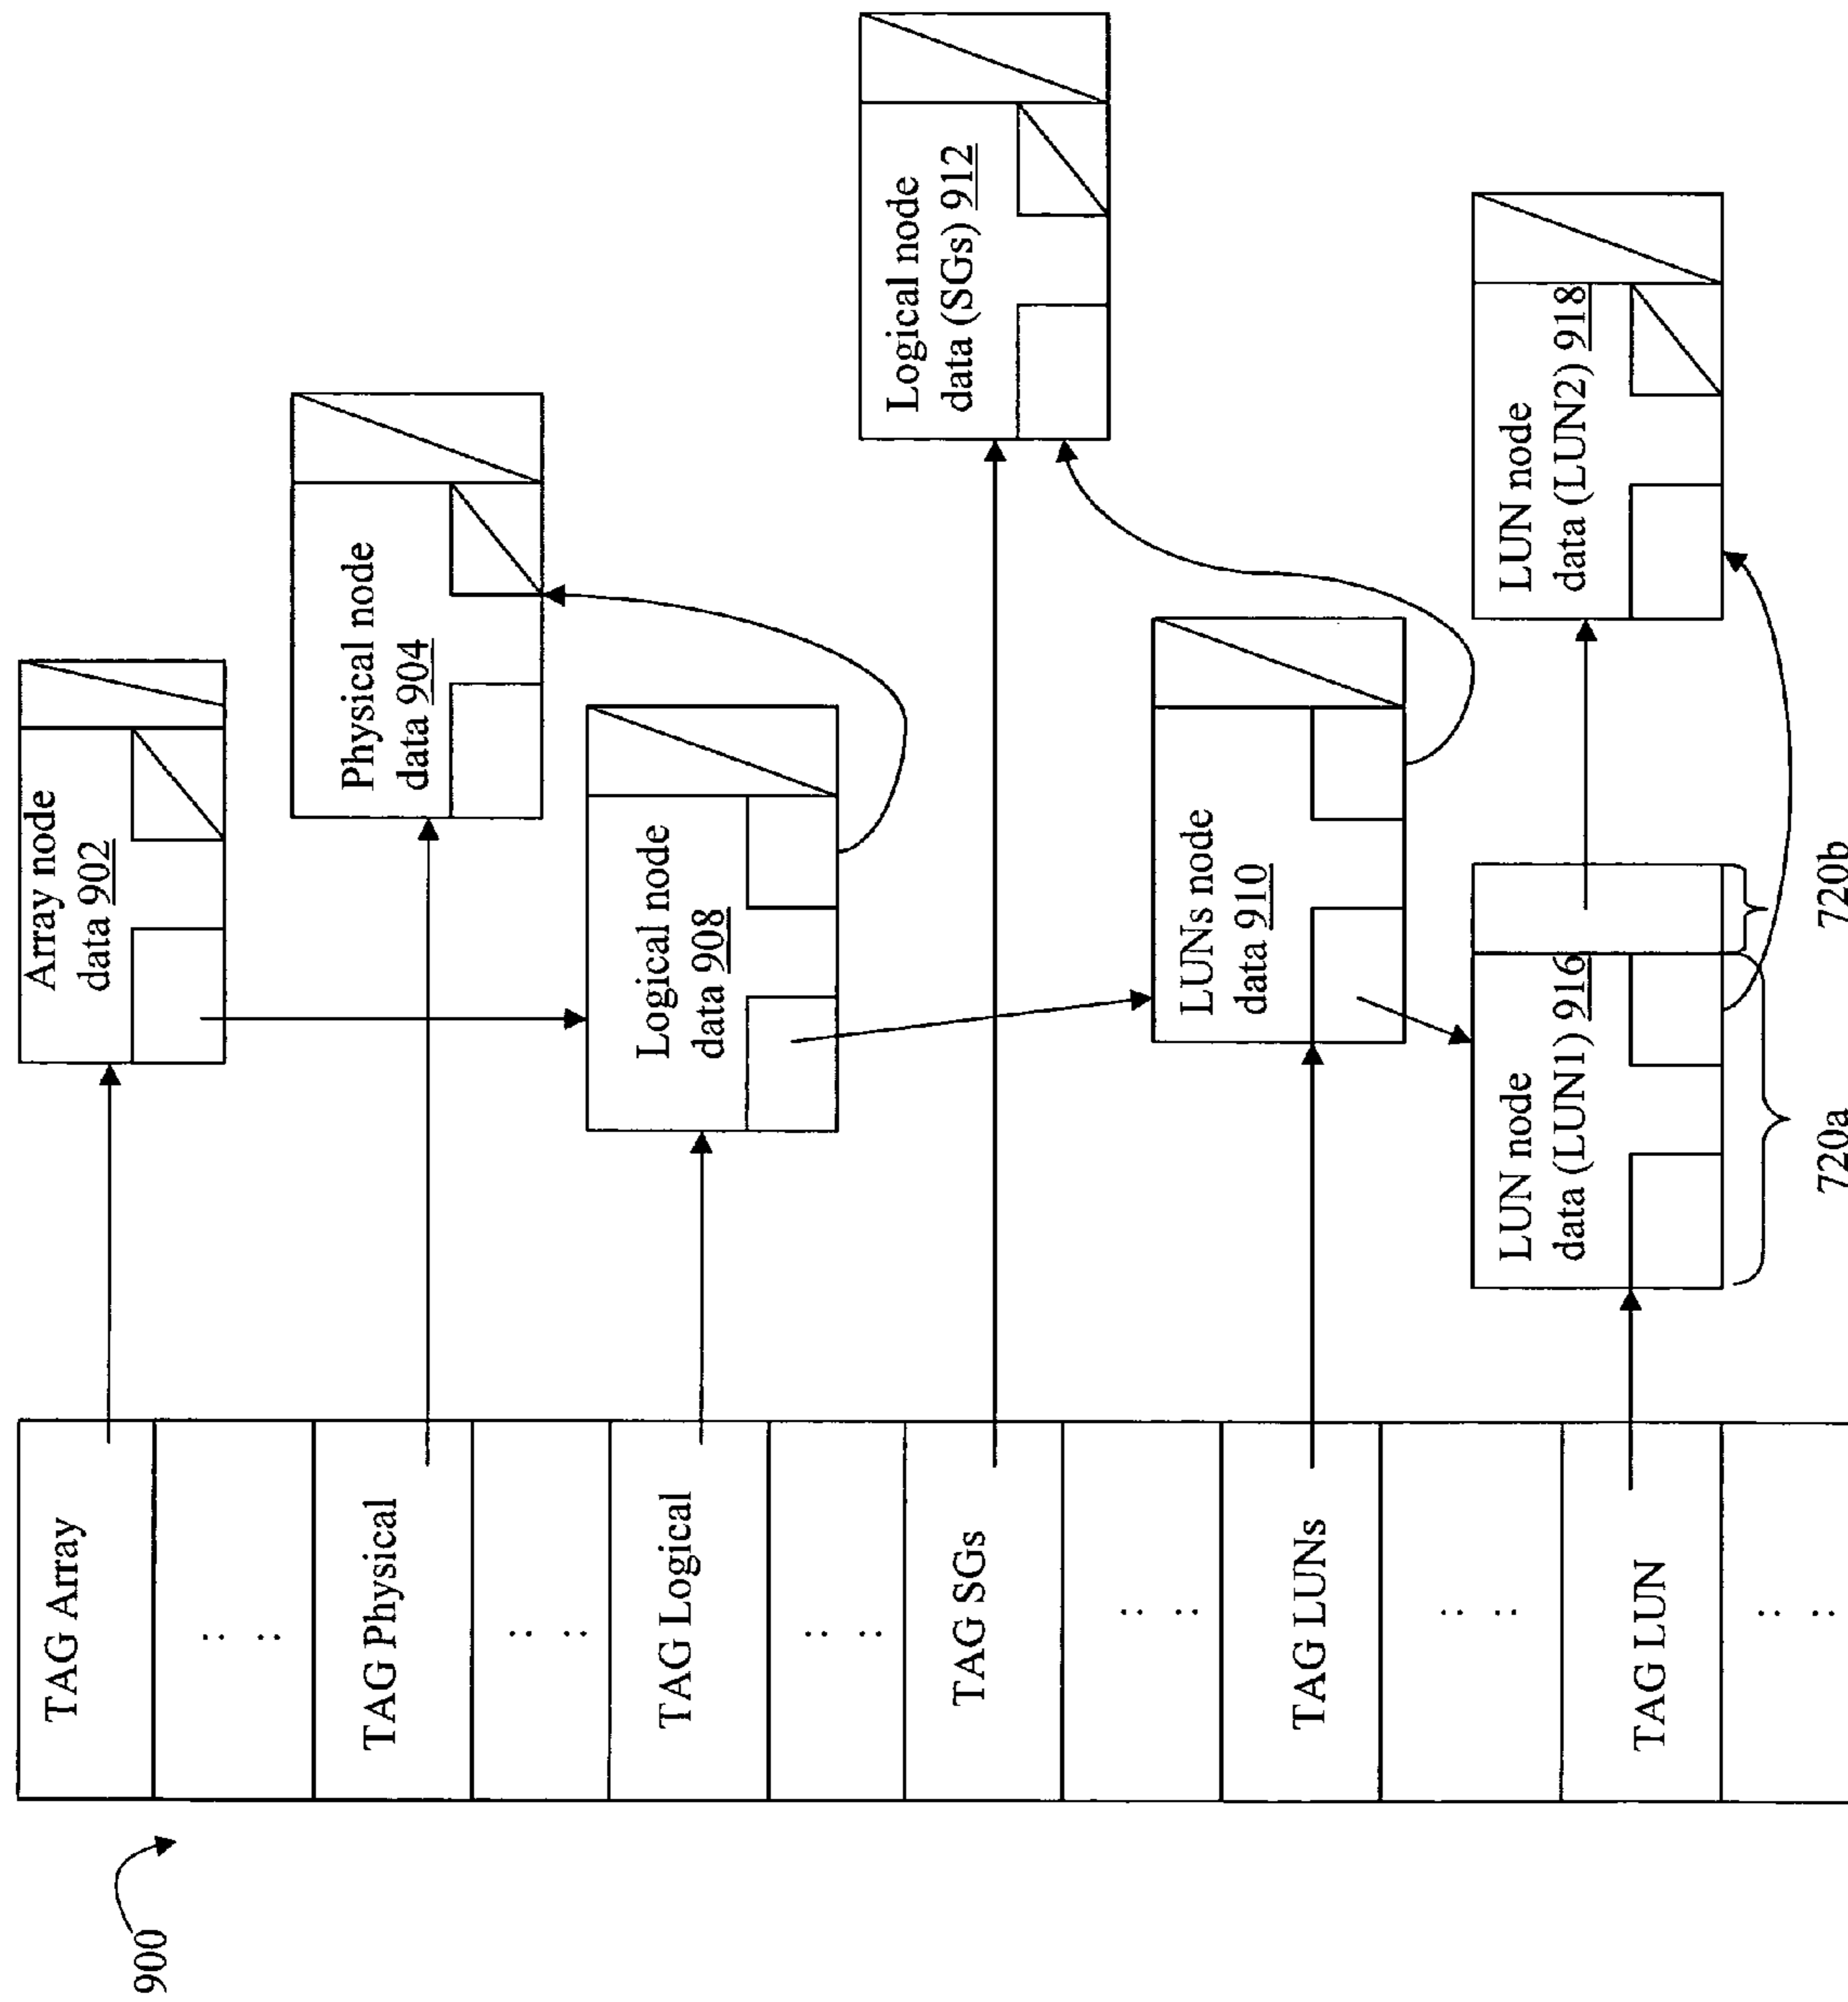 900
TAG Array
: :
TAG Physical
: :
TAG Logical
: :
TAG SGs
: :
TAG LUNs
: :
TAG LUN
: :
Array node
data 902
Physical node
data 904
Logical node
data 908
Logical node
data (SGs) 912
LUNs node
data 910
LUN node
data (LUN1) 916
LUN node
data (LUN2) 918
720a
720b